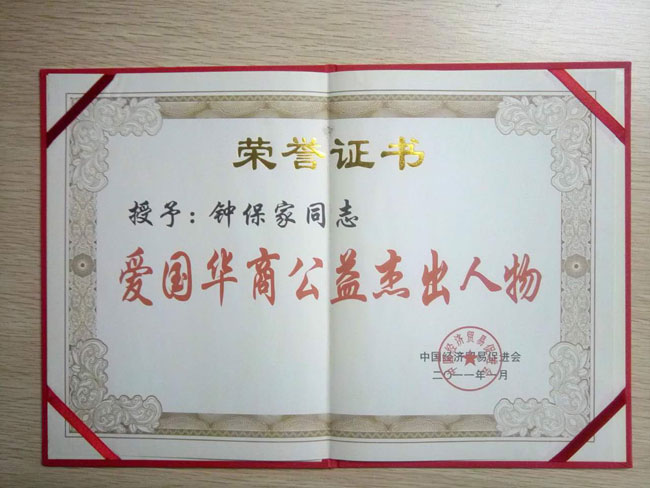 荣誉证书
授予：钟保家同志
爱国华商公益杰出人物
中国经济贸易促进会
二〇一一年一月